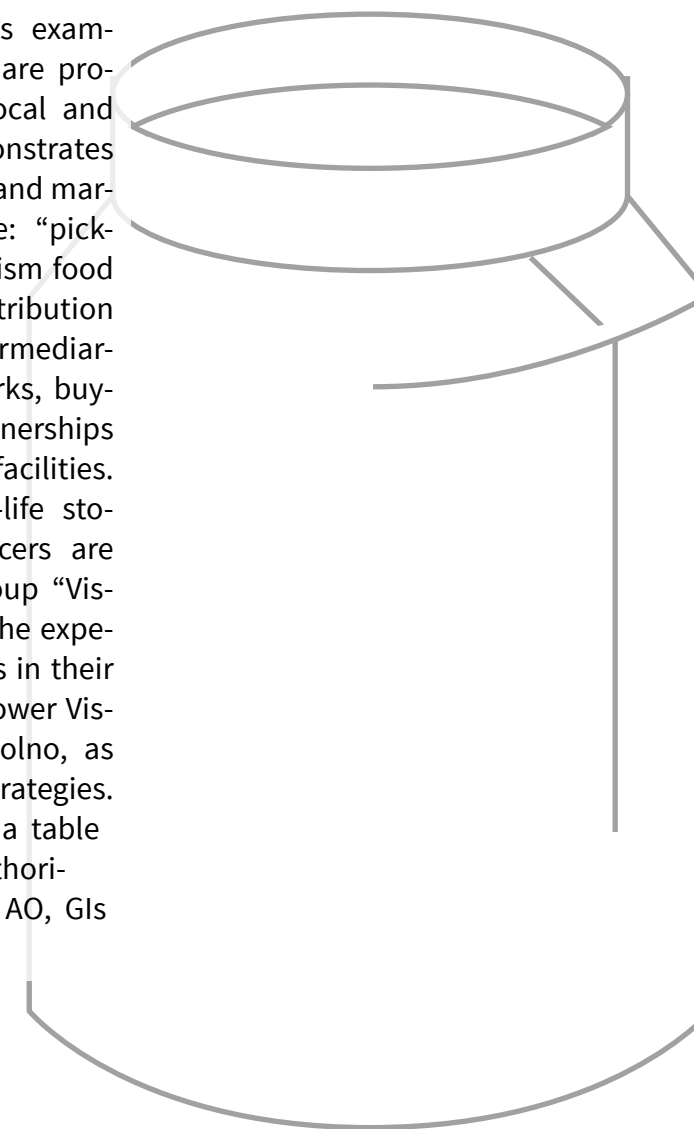 s exam-
are pro-
ocal and
onstrates
and mar-
e: “pick-
ism food
tribution
ermediar-
rks, buy-
nerships
facilities.
-life sto-
cers are
oup “Vis-
he expe-
s in their
ower Vis-
olno, as
rategies.
a table
thori-
AO, GIs